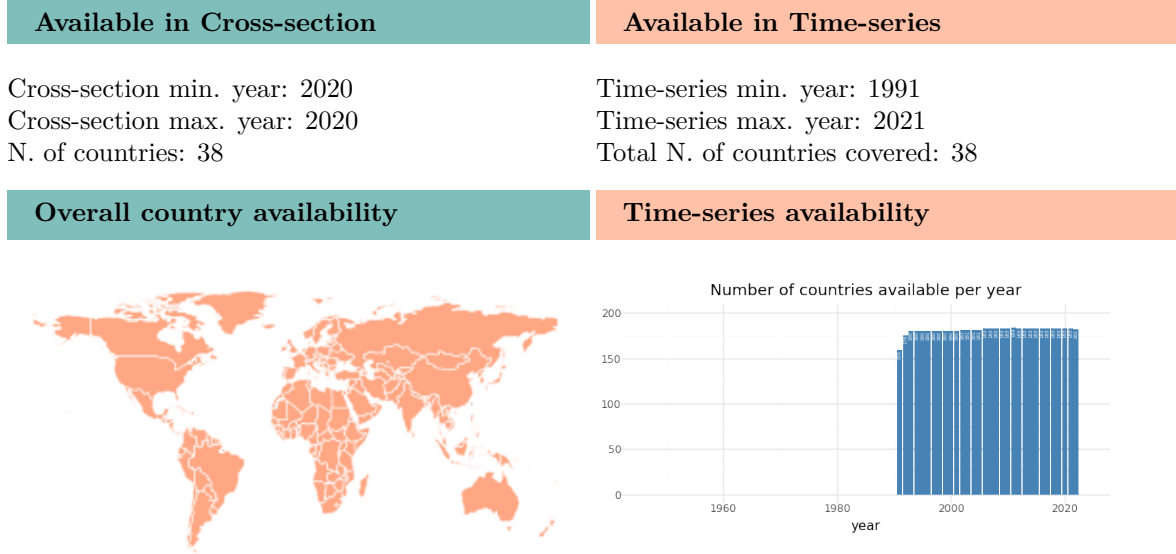 Available in Cross-section
Available in Time-series
Cross-section min. year: 2020
Cross-section max. year: 2020
N. of countries: 38
Time-series min. year: 1991
Time-series max. year: 2021
Total N. of countries covered: 38
Overall country availability
Time-series availability
Number of countries available per year
200
150
100
50
0
1960
1980
2000
2020
year